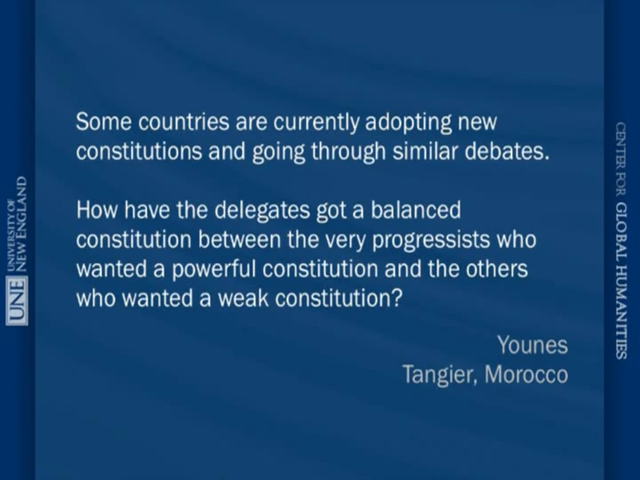 Some countries are currently adopting new
constitutions and going through similar debates.
How have the delegates got a balanced
constitution between the very progressists who
wanted a powerful constitution and the others
who wanted a weak constitution?
Younes
Tangier, Morocco
UNE
UNIVERSITY OF
NEW ENGLAND
CENTER FOR GLOBAL HUMANITIES